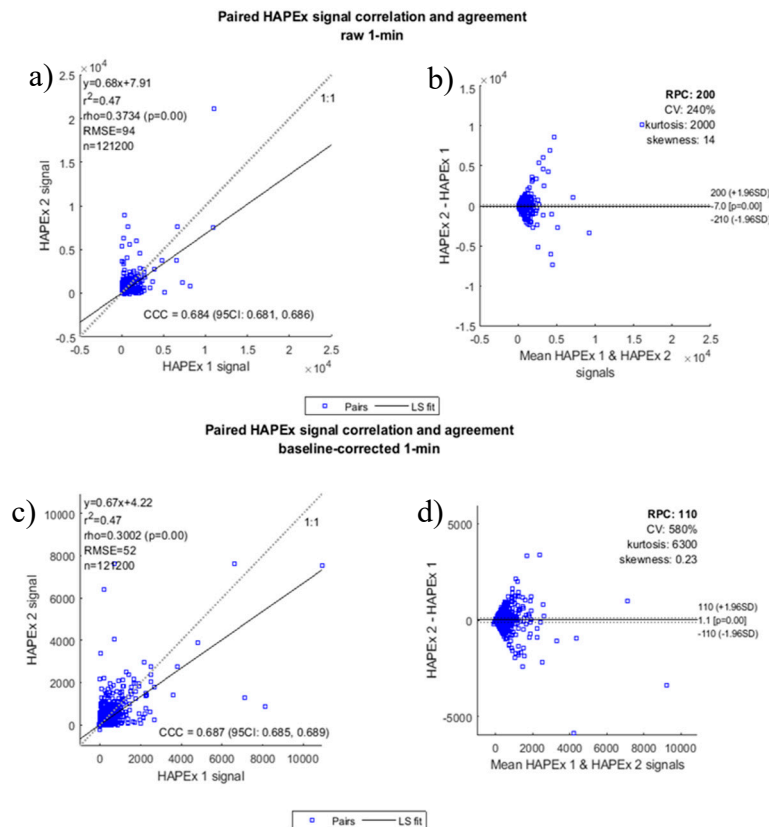 Paired HAPEx signal correlation and agreement
raw 1-min
a)
× 10^4
2.5
2
1.5
1
0.5
0
-0.5
HAPEx 2 signal
y=0.68x+7.91
r^2=0.47
rho=0.3734 (p=0.00)
RMSE=94
n=121200
1:1
CCC = 0.684 (95CI: 0.681, 0.686)
-0.5 0 0.5 1 1.5 2 2.5
HAPEx 1 signal × 10^4
b)
× 10^4
1.5
1
0.5
0
-0.5
-1
-1.5
HAPEx 2 - HAPEx 1
RPC: 200
CV: 240%
kurtosis: 2000
skewness: 14
200 (+1.96SD)
-7.0 [p=0.00]
-210 (-1.96SD)
-0.5 0 0.5 1 1.5 2 2.5
Mean HAPEx 1 & HAPEx 2 × 10^4
signals
Pairs LS fit
Paired HAPEx signal correlation and agreement
baseline-corrected 1-min
c)
10000
8000
6000
4000
2000
0
HAPEx 2 signal
y=0.67x+4.22
r^2=0.47
rho=0.3002 (p=0.00)
RMSE=52
n=121200
1:1
CCC = 0.687 (95CI: 0.685, 0.689)
0 2000 4000 6000 8000 10000
HAPEx 1 signal
d)
5000
0
-5000
HAPEx 2 - HAPEx 1
RPC: 110
CV: 580%
kurtosis: 6300
skewness: 0.23
110 (+1.96SD)
1.1 [p=0.00]
-110 (-1.96SD)
0 2000 4000 6000 8000 10000
Mean HAPEx 1 & HAPEx 2 signals
Pairs LS fit